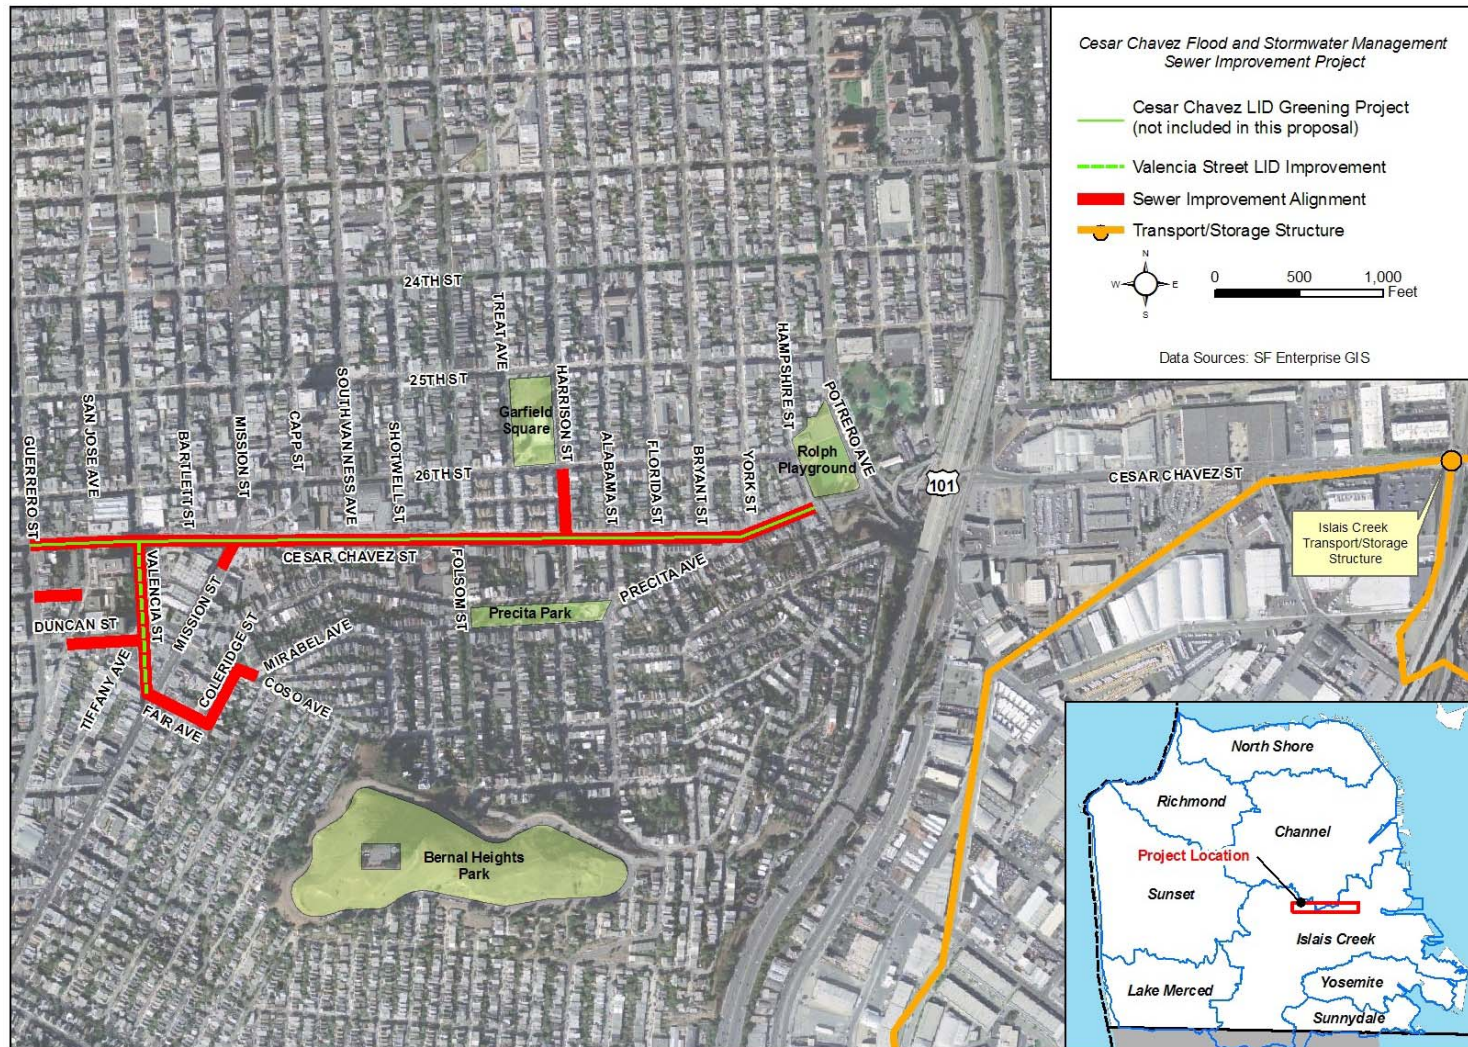 Cesar Chavez Flood and Stormwater Management
Sewer Improvement Project
Cesar Chavez LID Greening Project
(not included in this proposal)
Valencia Street LID Improvement
Sewer Improvement Alignment
Transport/Storage Structure
N
W
E
S
0
500
1,000
Feet
Data Sources: SF Enterprise GIS
24TH ST
TREAT AVE
25TH ST
HARRISON ST
HAMPSHIRE ST
POTRERO AVE
Garfield
Square
GUERRERO ST
SAN JOSE AVE
BARTLETT ST
MISSION ST
CAPP ST
SOUTH VAN NESS AVE
SHOTWELL ST
26TH ST
ALABAMA ST
FLORIDA ST
BRYANT ST
YORK ST
Rolph
Playground
101
CESAR CHAVEZ ST
Islais Creek
Transport/Storage
Structure
CESAR CHAVEZ ST
VALENCIA ST
MISSION ST
FOLSOM ST
PRECITA AVE
Precita Park
DUNCAN ST
TIFFANY AVE
COLERIDGE ST
MIRABEL AVE
COSO AVE
FAIR AVE
Bernal Heights
Park
North Shore
Richmond
Channel
Project Location
Sunset
Islais Creek
Lake Merced
Yosemite
Sunnydale